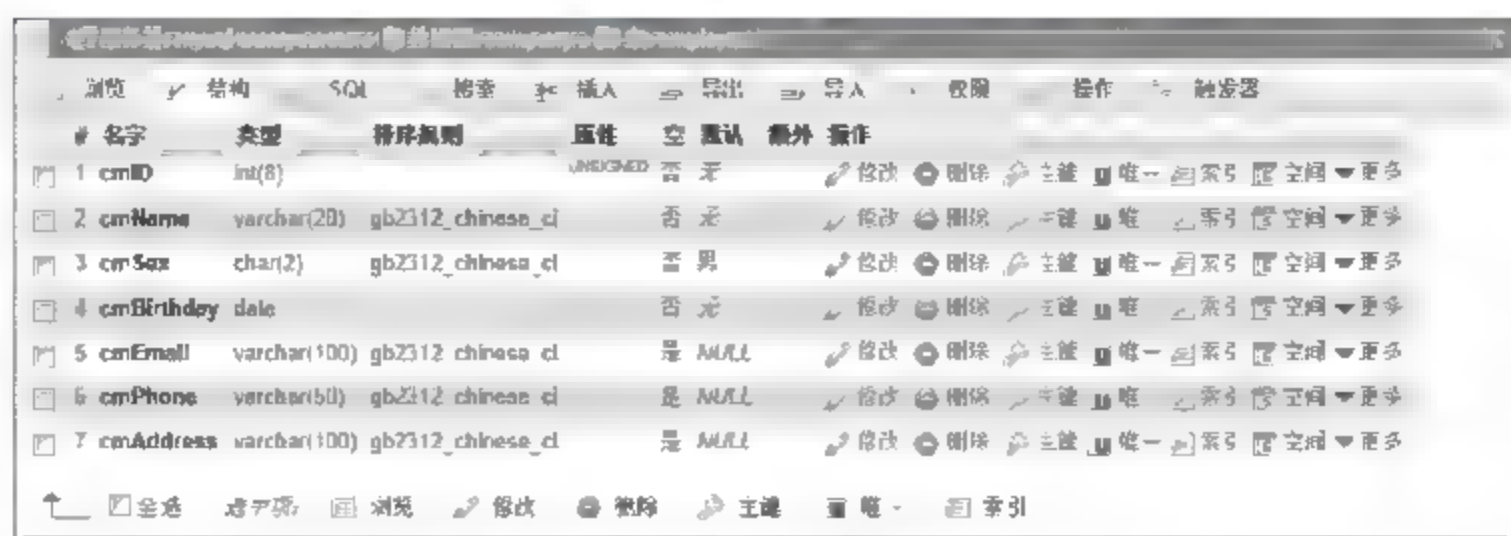 浏览 结构 SQL 搜索 插入 导出 导入 权限 操作 触发器
# 名字 类型 排序规则 属性 空 默认 额外 操作
1 cmID int(8) UNSIGNED 否 无 修改 删除 主键 唯一 索引 空间 更多
2 cmName varchar(20) gb2312_chinese_ci 否 无 修改 删除 主键 唯 索引 空间 更多
3 cmSex char(2) gb2312_chinese_ci 否 男 修改 删除 主键 唯一 索引 空间 更多
4 cmBirthday date 否 无 修改 删除 主键 唯 索引 空间 更多
5 cmEmail varchar(100) gb2312_chinese_ci 是 NULL 修改 删除 主键 唯一 索引 空间 更多
6 cmPhone varchar(50) gb2312_chinese_ci 是 NULL 修改 删除 主键 唯 索引 空间 更多
7 cmAddress varchar(100) gb2312_chinese_ci 是 NULL 修改 删除 主键 唯一 索引 空间 更多
全选 选中项: 浏览 修改 删除 主键 唯一 索引